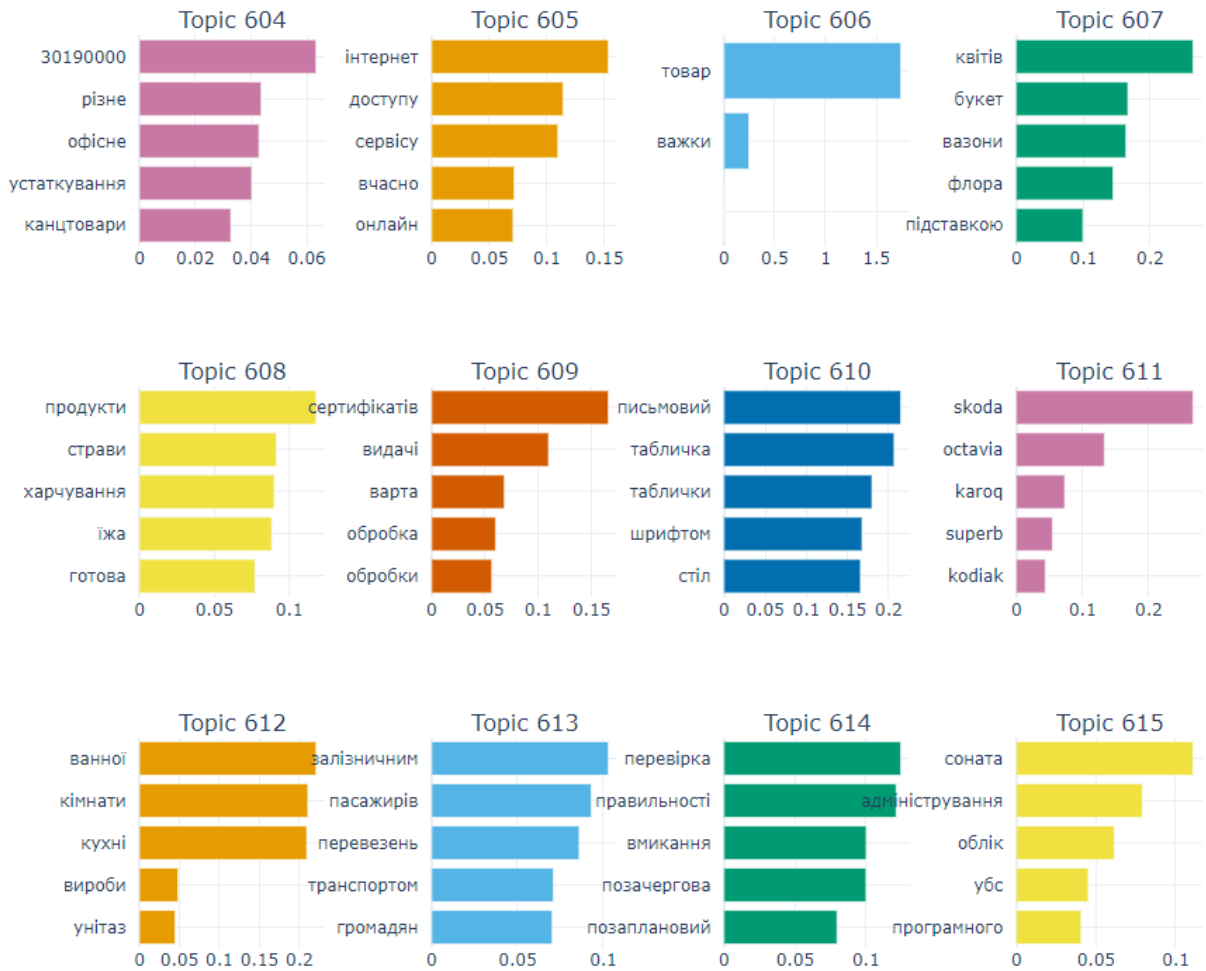 Topic 604
30190000
різне
офісне
устаткування
канцтовари
0 0.02 0.04 0.06
Topic 605
інтернет
доступу
сервісу
вчасно
онлайн
0 0.05 0.1 0.15
Topic 606
товар
важки
0 0.5 1 1.5
Topic 607
квітів
букет
вазони
флора
підставкою
0 0.1 0.2
Topic 608
продукти
страви
харчування
їжа
готова
0 0.05 0.1
Topic 609
сертифікатів
видачі
варта
обробка
обробки
0 0.05 0.1 0.15
Topic 610
письмовий
табличка
таблички
шрифтом
стіл
0 0.05 0.1 0.15 0.2
Topic 611
skoda
octavia
karoq
superb
kodiak
0 0.1 0.2
Topic 612
ванної
кімнати
кухні
вироби
унітаз
0 0.05 0.1 0.15 0.2
Topic 613
залізничним
пасажирів
перевезень
транспортом
громадян
0 0.05 0.1
Topic 614
перевірка
правильності
вмикання
позачергова
позаплановий
0 0.05 0.1
Topic 615
соната
адміністрування
облік
убс
програмного
0 0.05 0.1